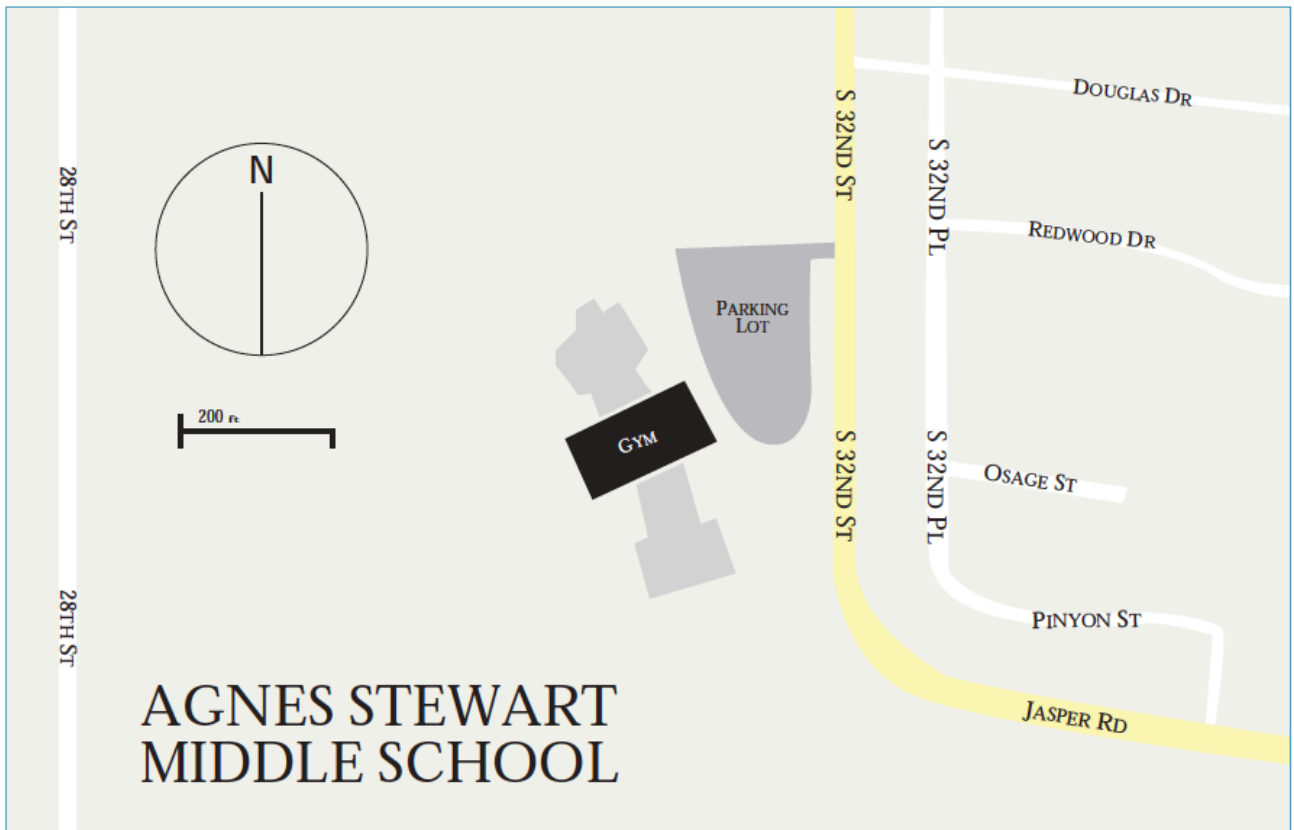 Douglas Dr
S 32nd St
S 32nd Pl
28th St
N
Redwood Dr
Parking
Lot
200 ft
Gym
S 32nd St
S 32nd Pl
Osage St
28th St
Pinyon St
AGNES STEWART
MIDDLE SCHOOL
Jasper Rd